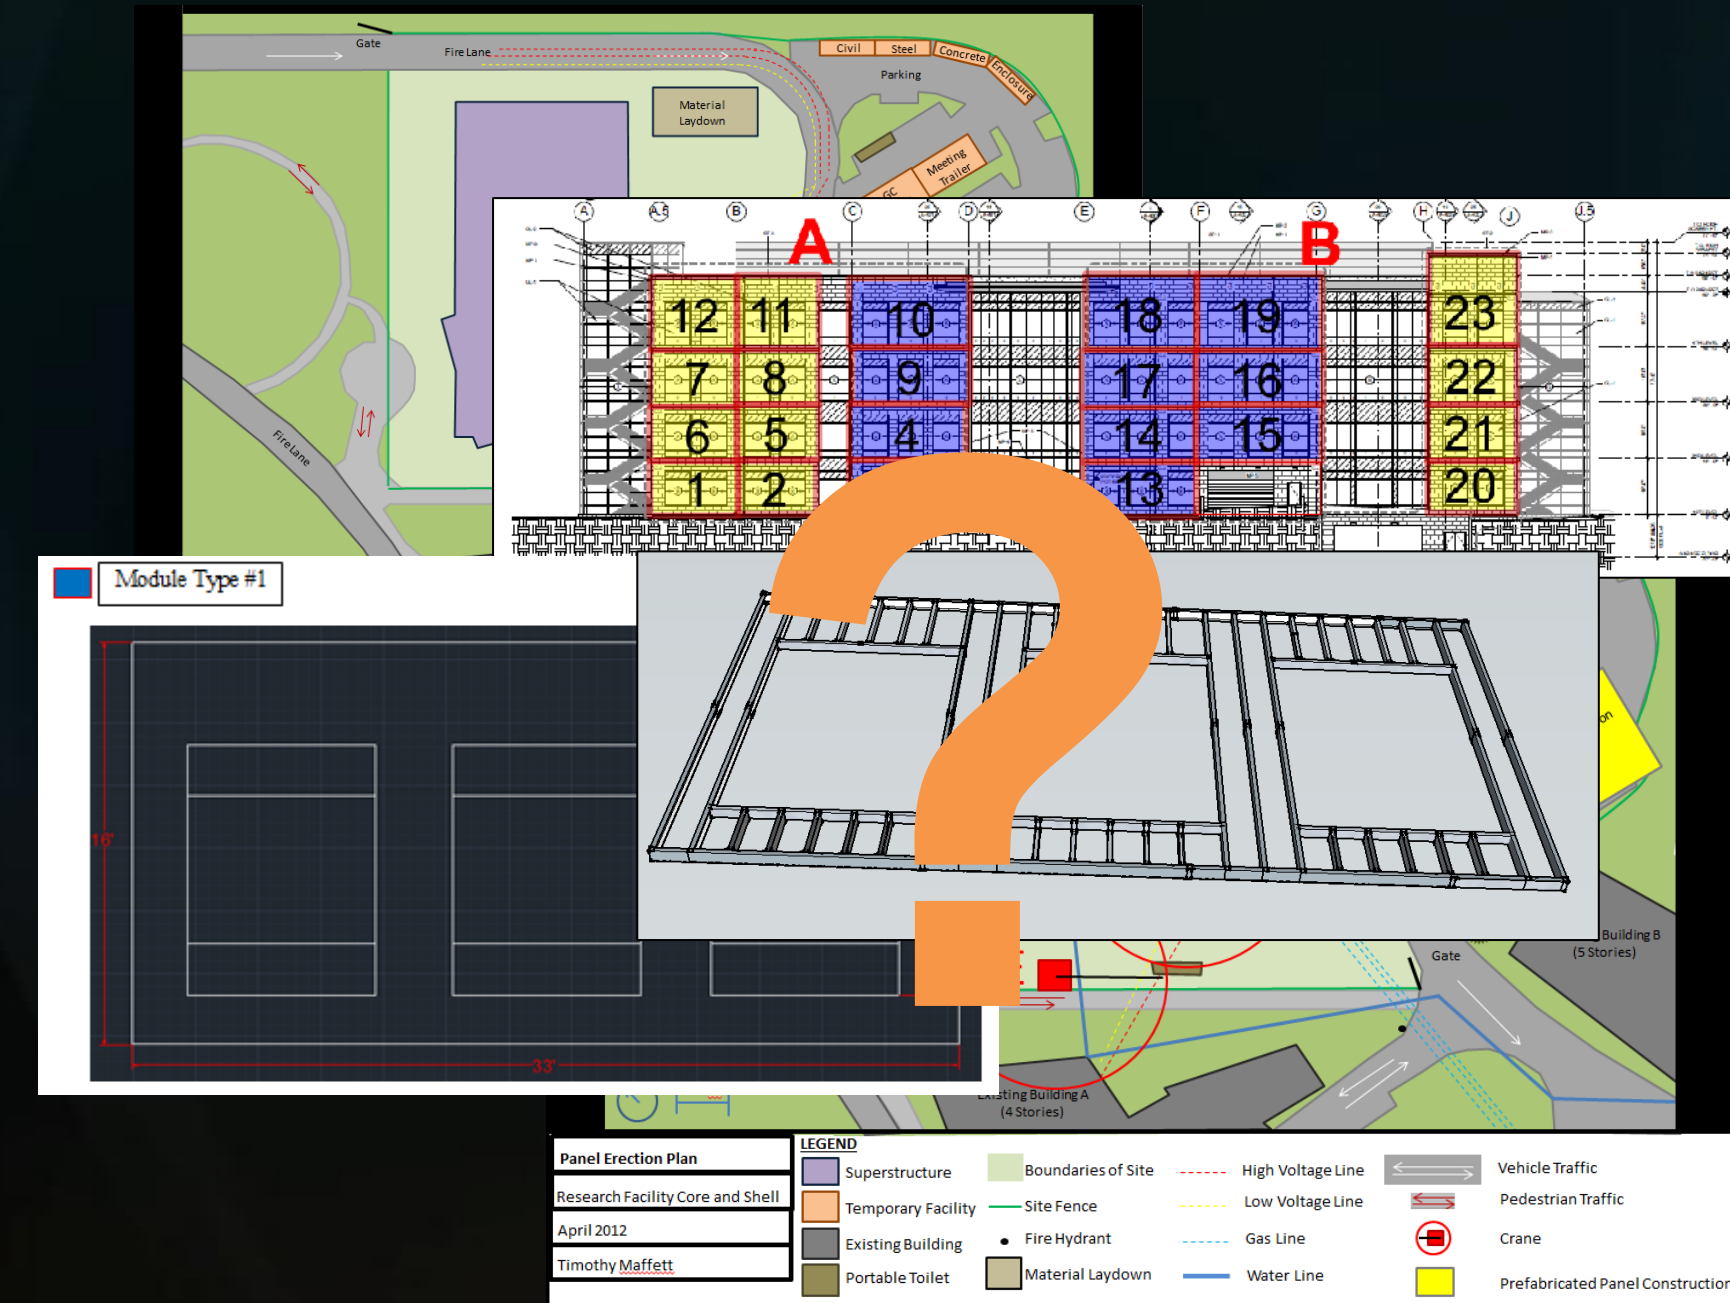 Gate
Fire Lane
Civil
Steel
Concrete
Enclosure
Parking
Material
Laydown
Meeting
Trailer
GC
Fire Lane
A
A.5
B
C
D
E
F
G
H
J
J.5
A
B
12
11
10
18
19
23
7
8
9
17
16
22
6
5
4
14
15
21
1
2
13
20
Module Type #1
16'
33'
?
on
Building B
(5 Stories)
Gate
Existing Building A
(4 Stories)
Panel Erection Plan
Research Facility Core and Shell
April 2012
Timothy Maffett
LEGEND
Superstructure
Temporary Facility
Existing Building
Portable Toilet
Boundaries of Site
Site Fence
Fire Hydrant
Material Laydown
High Voltage Line
Low Voltage Line
Gas Line
Water Line
Vehicle Traffic
Pedestrian Traffic
Crane
Prefabricated Panel Construction